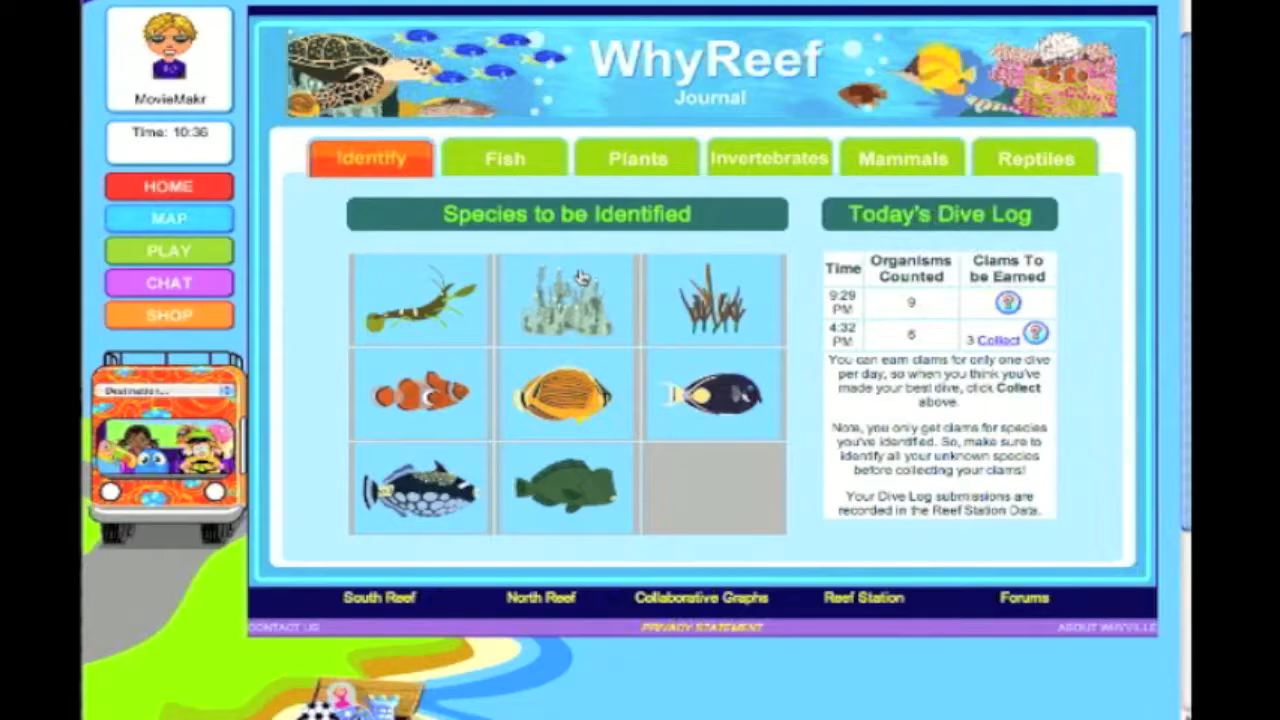 WhyReef
Journal
MovieMakr
Time: 10:36
HOME
MAP
PLAY
CHAT
SHOP
Destination...
Identify
Fish
Plants
Invertebrates
Mammals
Reptiles
Species to be Identified
Today's Dive Log
Time
Organisms
Counted
Clams To
be Earned
9:29
PM
9
4:32
PM
6
3 Collect
You can earn clams for only one dive
per day, so when you think you've
made your best dive, click Collect
above.
Note, you only get clams for species
you've identified. So, make sure to
identify all your unknown species
before collecting your clams!
Your Dive Log submissions are
recorded in the Reef Station Data.
South Reef
North Reef
Collaborative Graphs
Reef Station
Forums
CONTACT US
PRIVACY STATEMENT
ABOUT WHYVILLE